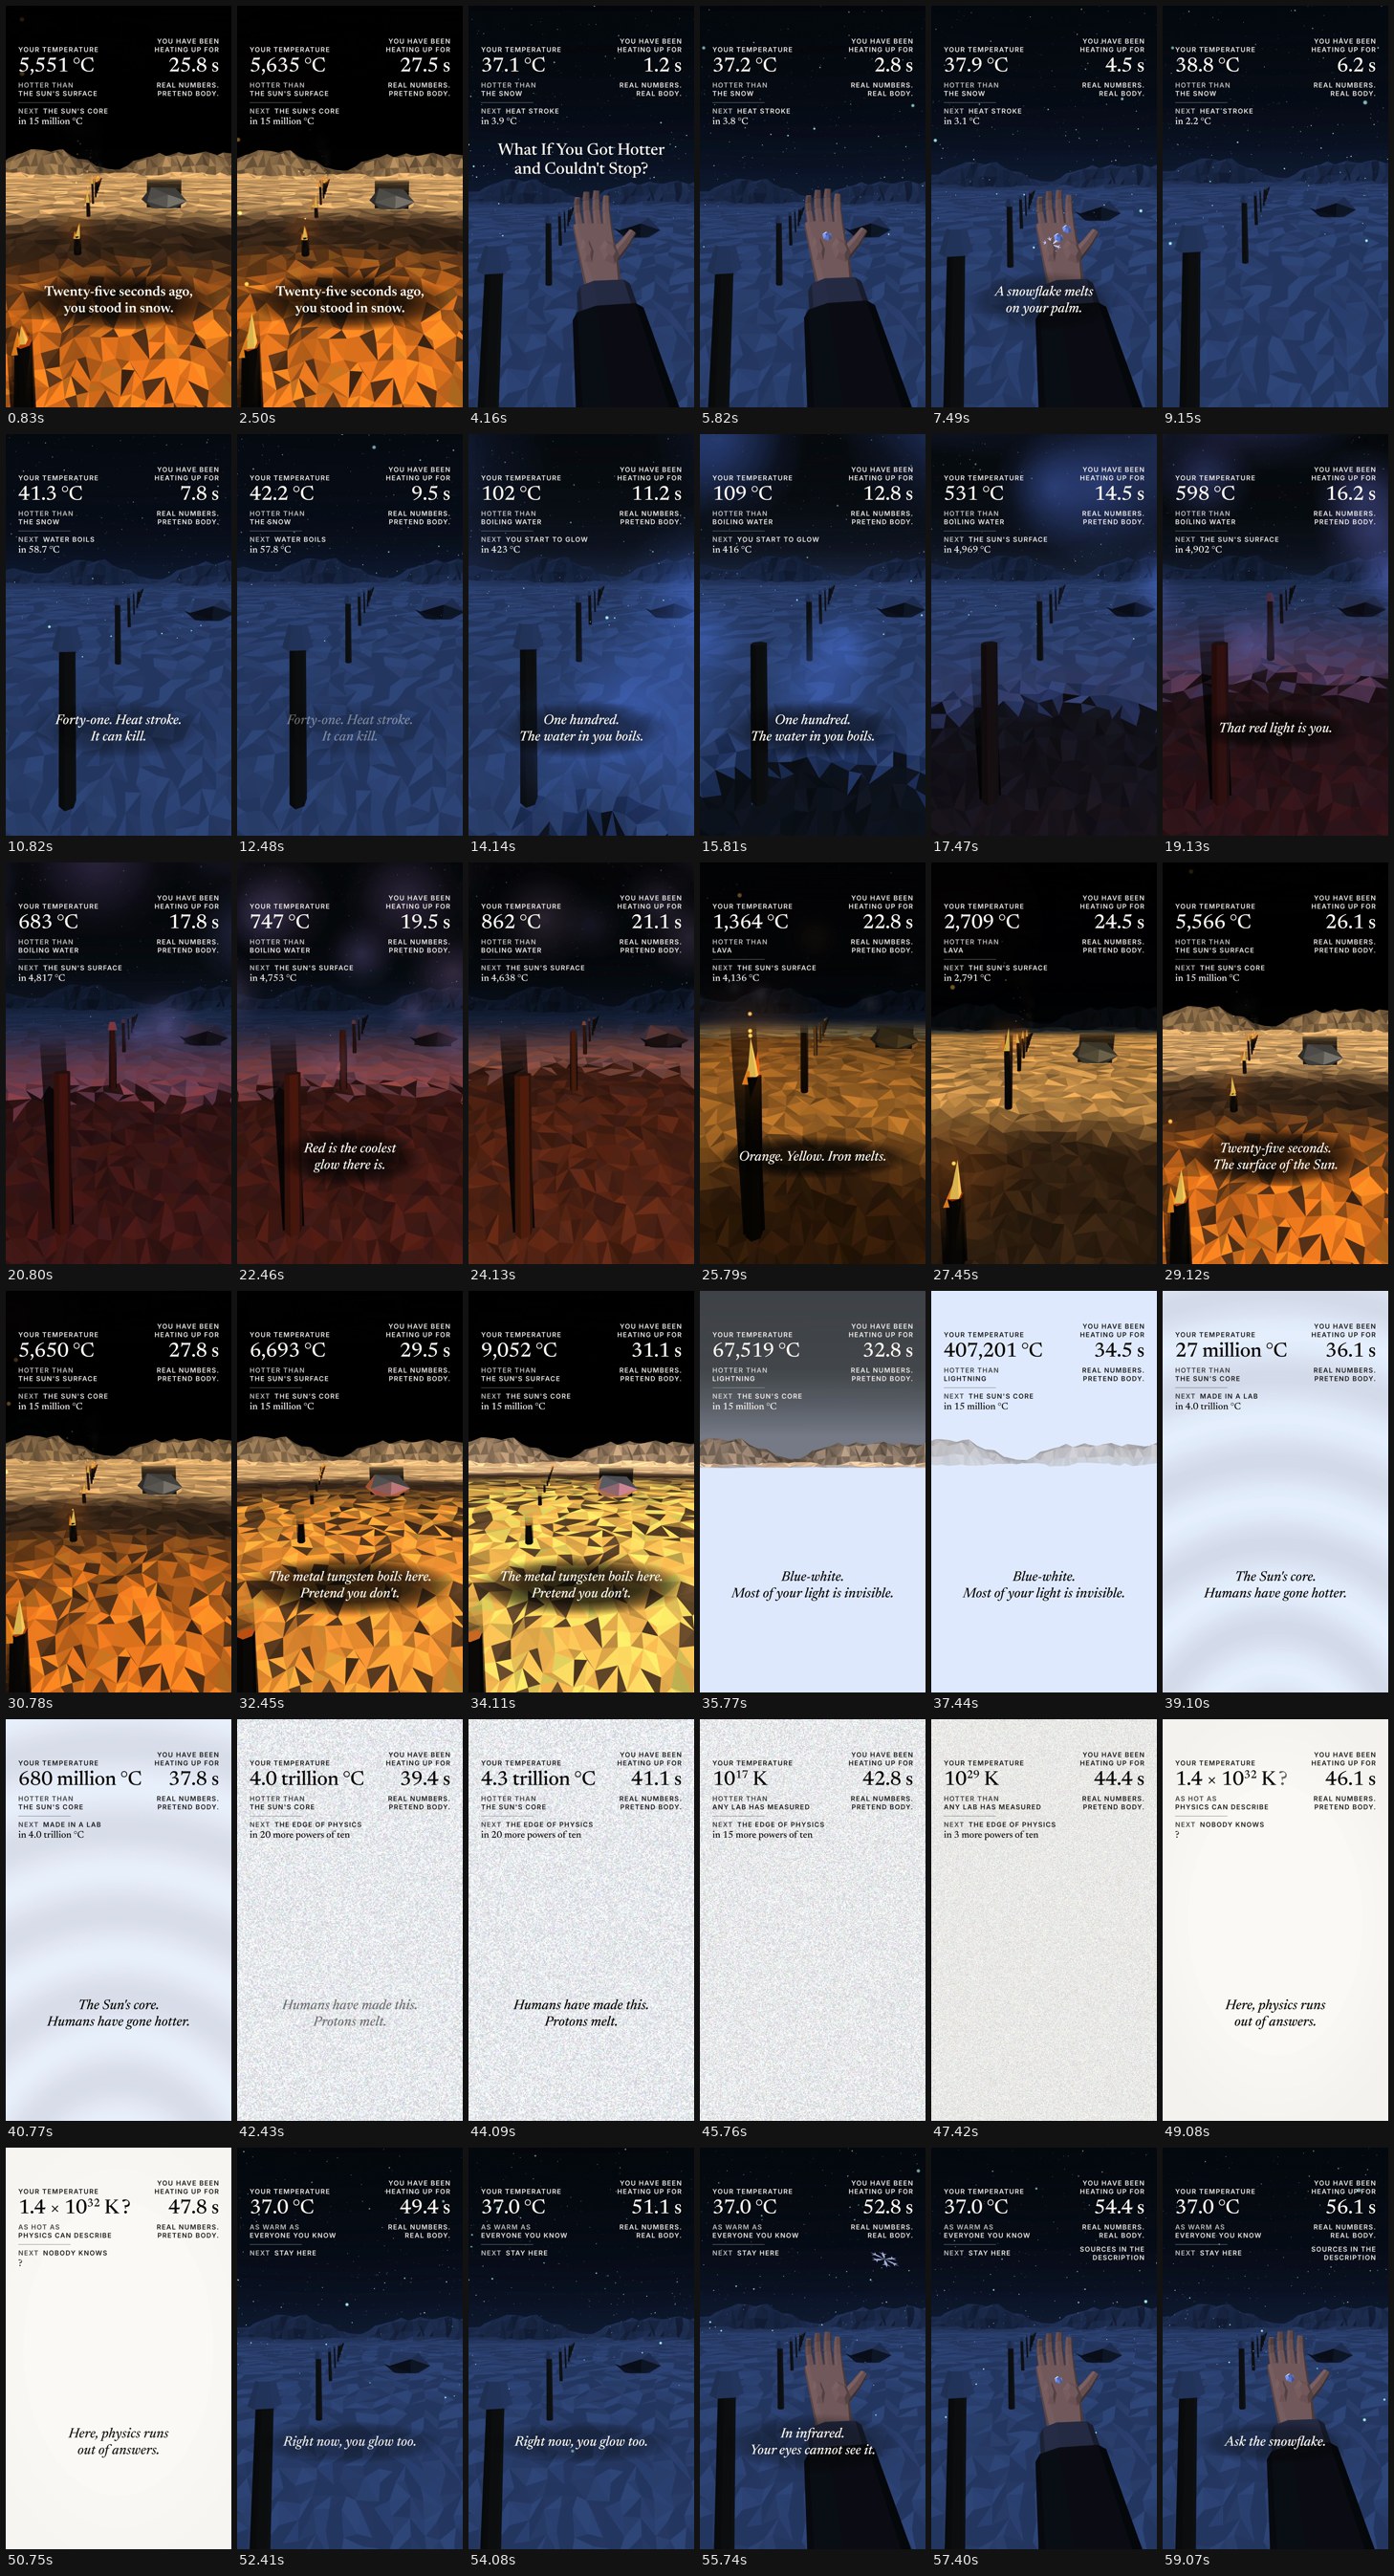 YOUR TEMPERATURE
5,551 °C
HOTTER THAN
THE SUN'S SURFACE
NEXT THE SUN'S CORE
in 15 million °C
YOU HAVE BEEN
HEATING UP FOR
25.8 s
REAL NUMBERS.
PRETEND BODY.
Twenty-five seconds ago,
you stood in snow.
0.83s
YOUR TEMPERATURE
5,635 °C
HOTTER THAN
THE SUN'S SURFACE
NEXT THE SUN'S CORE
in 15 million °C
YOU HAVE BEEN
HEATING UP FOR
27.5 s
REAL NUMBERS.
PRETEND BODY.
Twenty-five seconds ago,
you stood in snow.
2.50s
YOUR TEMPERATURE
37.1 °C
HOTTER THAN
THE SNOW
NEXT HEAT STROKE
in 3.9 °C
YOU HAVE BEEN
HEATING UP FOR
1.2 s
REAL NUMBERS.
REAL BODY.
What If You Got Hotter
and Couldn't Stop?
4.16s
YOUR TEMPERATURE
37.2 °C
HOTTER THAN
THE SNOW
NEXT HEAT STROKE
in 3.8 °C
YOU HAVE BEEN
HEATING UP FOR
2.8 s
REAL NUMBERS.
REAL BODY.
5.82s
YOUR TEMPERATURE
37.9 °C
HOTTER THAN
THE SNOW
NEXT HEAT STROKE
in 3.1 °C
YOU HAVE BEEN
HEATING UP FOR
4.5 s
REAL NUMBERS.
REAL BODY.
A snowflake melts
on your palm.
7.49s
YOUR TEMPERATURE
38.8 °C
HOTTER THAN
THE SNOW
NEXT HEAT STROKE
in 2.2 °C
YOU HAVE BEEN
HEATING UP FOR
6.2 s
REAL NUMBERS.
REAL BODY.
9.15s
YOUR TEMPERATURE
41.3 °C
HOTTER THAN
THE SNOW
NEXT WATER BOILS
in 58.7 °C
YOU HAVE BEEN
HEATING UP FOR
7.8 s
REAL NUMBERS.
PRETEND BODY.
Forty-one. Heat stroke.
It can kill.
10.82s
YOUR TEMPERATURE
42.2 °C
HOTTER THAN
THE SNOW
NEXT WATER BOILS
in 57.8 °C
YOU HAVE BEEN
HEATING UP FOR
9.5 s
REAL NUMBERS.
PRETEND BODY.
Forty-one. Heat stroke.
It can kill.
12.48s
YOUR TEMPERATURE
102 °C
HOTTER THAN
BOILING WATER
NEXT YOU START TO GLOW
in 423 °C
YOU HAVE BEEN
HEATING UP FOR
11.2 s
REAL NUMBERS.
PRETEND BODY.
One hundred.
The water in you boils.
14.14s
YOUR TEMPERATURE
109 °C
HOTTER THAN
BOILING WATER
NEXT YOU START TO GLOW
in 416 °C
YOU HAVE BEEN
HEATING UP FOR
12.8 s
REAL NUMBERS.
PRETEND BODY.
One hundred.
The water in you boils.
15.81s
YOUR TEMPERATURE
531 °C
HOTTER THAN
BOILING WATER
NEXT THE SUN'S SURFACE
in 4,969 °C
YOU HAVE BEEN
HEATING UP FOR
14.5 s
REAL NUMBERS.
PRETEND BODY.
17.47s
YOUR TEMPERATURE
598 °C
HOTTER THAN
BOILING WATER
NEXT THE SUN'S SURFACE
in 4,902 °C
YOU HAVE BEEN
HEATING UP FOR
16.2 s
REAL NUMBERS.
PRETEND BODY.
That red light is you.
19.13s
YOUR TEMPERATURE
683 °C
HOTTER THAN
BOILING WATER
NEXT THE SUN'S SURFACE
in 4,817 °C
YOU HAVE BEEN
HEATING UP FOR
17.8 s
REAL NUMBERS.
PRETEND BODY.
20.80s
YOUR TEMPERATURE
747 °C
HOTTER THAN
BOILING WATER
NEXT THE SUN'S SURFACE
in 4,753 °C
YOU HAVE BEEN
HEATING UP FOR
19.5 s
REAL NUMBERS.
PRETEND BODY.
Red is the coolest
glow there is.
22.46s
YOUR TEMPERATURE
862 °C
HOTTER THAN
BOILING WATER
NEXT THE SUN'S SURFACE
in 4,638 °C
YOU HAVE BEEN
HEATING UP FOR
21.1 s
REAL NUMBERS.
PRETEND BODY.
24.13s
YOUR TEMPERATURE
1,364 °C
HOTTER THAN
LAVA
NEXT THE SUN'S SURFACE
in 4,136 °C
YOU HAVE BEEN
HEATING UP FOR
22.8 s
REAL NUMBERS.
PRETEND BODY.
Orange. Yellow. Iron melts.
25.79s
YOUR TEMPERATURE
2,709 °C
HOTTER THAN
LAVA
NEXT THE SUN'S SURFACE
in 2,791 °C
YOU HAVE BEEN
HEATING UP FOR
24.5 s
REAL NUMBERS.
PRETEND BODY.
27.45s
YOUR TEMPERATURE
5,566 °C
HOTTER THAN
THE SUN'S SURFACE
NEXT THE SUN'S CORE
in 15 million °C
YOU HAVE BEEN
HEATING UP FOR
26.1 s
REAL NUMBERS.
PRETEND BODY.
Twenty-five seconds.
The surface of the Sun.
29.12s
YOUR TEMPERATURE
5,650 °C
HOTTER THAN
THE SUN'S SURFACE
NEXT THE SUN'S CORE
in 15 million °C
YOU HAVE BEEN
HEATING UP FOR
27.8 s
REAL NUMBERS.
PRETEND BODY.
30.78s
YOUR TEMPERATURE
6,693 °C
HOTTER THAN
THE SUN'S SURFACE
NEXT THE SUN'S CORE
in 15 million °C
YOU HAVE BEEN
HEATING UP FOR
29.5 s
REAL NUMBERS.
PRETEND BODY.
The metal tungsten boils here.
Pretend you don't.
32.45s
YOUR TEMPERATURE
9,052 °C
HOTTER THAN
THE SUN'S SURFACE
NEXT THE SUN'S CORE
in 15 million °C
YOU HAVE BEEN
HEATING UP FOR
31.1 s
REAL NUMBERS.
PRETEND BODY.
The metal tungsten boils here.
Pretend you don't.
34.11s
YOUR TEMPERATURE
67,519 °C
HOTTER THAN
LIGHTNING
NEXT THE SUN'S CORE
in 15 million °C
YOU HAVE BEEN
HEATING UP FOR
32.8 s
REAL NUMBERS.
PRETEND BODY.
Blue-white.
Most of your light is invisible.
35.77s
YOUR TEMPERATURE
407,201 °C
HOTTER THAN
LIGHTNING
NEXT THE SUN'S CORE
in 15 million °C
YOU HAVE BEEN
HEATING UP FOR
34.5 s
REAL NUMBERS.
PRETEND BODY.
Blue-white.
Most of your light is invisible.
37.44s
YOUR TEMPERATURE
27 million °C
HOTTER THAN
THE SUN'S CORE
NEXT MADE IN A LAB
in 4.0 trillion °C
YOU HAVE BEEN
HEATING UP FOR
36.1 s
REAL NUMBERS.
PRETEND BODY.
The Sun's core.
Humans have gone hotter.
39.10s
YOUR TEMPERATURE
680 million °C
HOTTER THAN
THE SUN'S CORE
NEXT MADE IN A LAB
in 4.0 trillion °C
YOU HAVE BEEN
HEATING UP FOR
37.8 s
REAL NUMBERS.
PRETEND BODY.
The Sun's core.
Humans have gone hotter.
40.77s
YOUR TEMPERATURE
4.0 trillion °C
HOTTER THAN
THE SUN'S CORE
NEXT THE EDGE OF PHYSICS
in 20 more powers of ten
YOU HAVE BEEN
HEATING UP FOR
39.4 s
REAL NUMBERS.
PRETEND BODY.
Humans have made this.
Protons melt.
42.43s
YOUR TEMPERATURE
4.3 trillion °C
HOTTER THAN
THE SUN'S CORE
NEXT THE EDGE OF PHYSICS
in 20 more powers of ten
YOU HAVE BEEN
HEATING UP FOR
41.1 s
REAL NUMBERS.
PRETEND BODY.
Humans have made this.
Protons melt.
44.09s
YOUR TEMPERATURE
10¹⁷ K
HOTTER THAN
ANY LAB HAS MEASURED
NEXT THE EDGE OF PHYSICS
in 15 more powers of ten
YOU HAVE BEEN
HEATING UP FOR
42.8 s
REAL NUMBERS.
PRETEND BODY.
45.76s
YOUR TEMPERATURE
10²⁹ K
HOTTER THAN
ANY LAB HAS MEASURED
NEXT THE EDGE OF PHYSICS
in 3 more powers of ten
YOU HAVE BEEN
HEATING UP FOR
44.4 s
REAL NUMBERS.
PRETEND BODY.
47.42s
YOUR TEMPERATURE
1.4 × 10³² K?
AS HOT AS
PHYSICS CAN DESCRIBE
NEXT NOBODY KNOWS
?
YOU HAVE BEEN
HEATING UP FOR
46.1 s
REAL NUMBERS.
PRETEND BODY.
Here, physics runs
out of answers.
49.08s
YOUR TEMPERATURE
1.4 × 10³² K?
AS HOT AS
PHYSICS CAN DESCRIBE
NEXT NOBODY KNOWS
?
YOU HAVE BEEN
HEATING UP FOR
47.8 s
REAL NUMBERS.
PRETEND BODY.
Here, physics runs
out of answers.
50.75s
YOUR TEMPERATURE
37.0 °C
AS WARM AS
EVERYONE YOU KNOW
NEXT STAY HERE
YOU HAVE BEEN
HEATING UP FOR
49.4 s
REAL NUMBERS.
REAL BODY.
Right now, you glow too.
52.41s
YOUR TEMPERATURE
37.0 °C
AS WARM AS
EVERYONE YOU KNOW
NEXT STAY HERE
YOU HAVE BEEN
HEATING UP FOR
51.1 s
REAL NUMBERS.
REAL BODY.
Right now, you glow too.
54.08s
YOUR TEMPERATURE
37.0 °C
AS WARM AS
EVERYONE YOU KNOW
NEXT STAY HERE
YOU HAVE BEEN
HEATING UP FOR
52.8 s
REAL NUMBERS.
REAL BODY.
In infrared.
Your eyes cannot see it.
55.74s
YOUR TEMPERATURE
37.0 °C
AS WARM AS
EVERYONE YOU KNOW
NEXT STAY HERE
YOU HAVE BEEN
HEATING UP FOR
54.4 s
REAL NUMBERS.
REAL BODY.
SOURCES IN THE
DESCRIPTION
57.40s
YOUR TEMPERATURE
37.0 °C
AS WARM AS
EVERYONE YOU KNOW
NEXT STAY HERE
YOU HAVE BEEN
HEATING UP FOR
56.1 s
REAL NUMBERS.
REAL BODY.
SOURCES IN THE
DESCRIPTION
Ask the snowflake.
59.07s